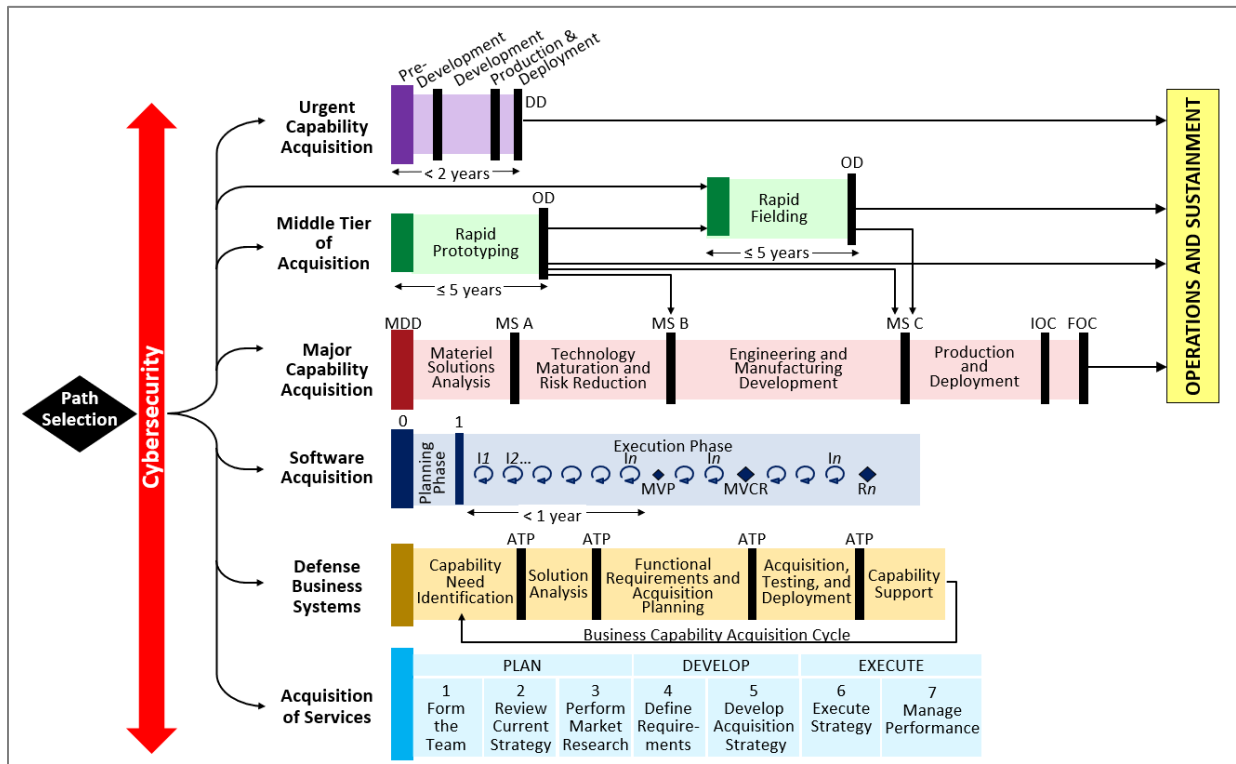 Pre-
Development
Development
Production &
Deployment
DD
Urgent
Capability
Acquisition
< 2 years
OD
Rapid
Fielding
≤ 5 years
Middle Tier
of
Acquisition
OD
Rapid
Prototyping
≤ 5 years
OPERATIONS AND SUSTAINMENT
MDD
MS A
MS B
MS C
IOC
FOC
Major
Capability
Acquisition
Materiel
Solutions
Analysis
Technology
Maturation and
Risk Reduction
Engineering and
Manufacturing
Development
Production
and
Deployment
Path
Selection
Cybersecurity
0
1
Software
Acquisition
Planning
Phase
Execution Phase
I1
I2...
In
In
In
MVP
MVCR
Rn
< 1 year
ATP
ATP
ATP
ATP
Defense
Business
Systems
Capability
Need
Identification
Solution
Analysis
Functional
Requirements and
Acquisition
Planning
Acquisition,
Testing, and
Deployment
Capability
Support
Business Capability Acquisition Cycle
Acquisition
of Services
PLAN
DEVELOP
EXECUTE
1
Form
the
Team
2
Review
Current
Strategy
3
Perform
Market
Research
4
Define
Require-
ments
5
Develop
Acquisition
Strategy
6
Execute
Strategy
7
Manage
Performance